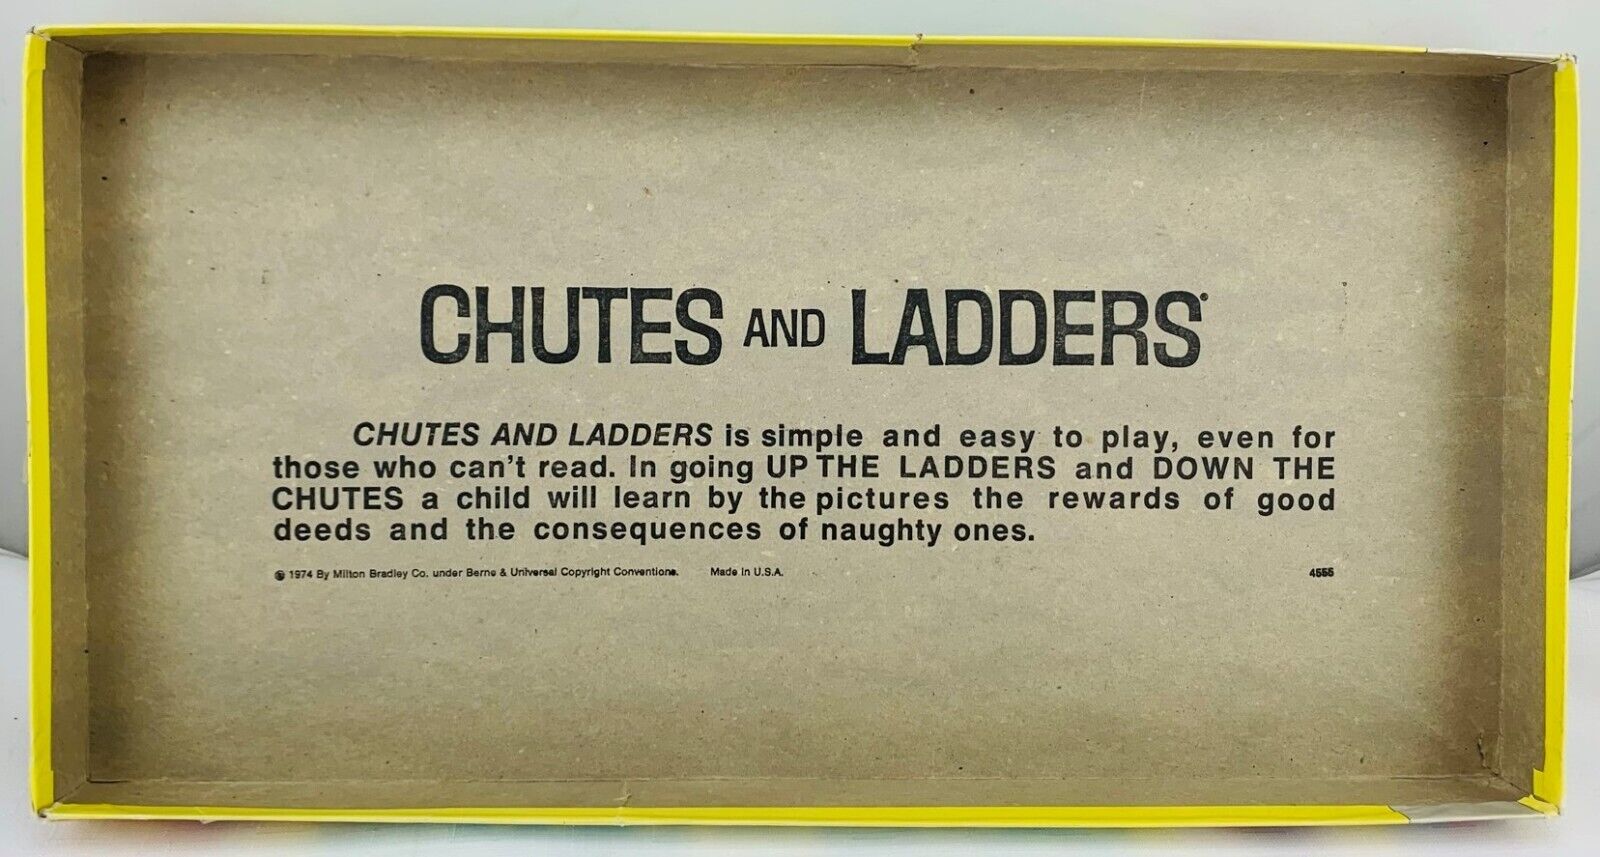 CHUTES AND LADDERS®
CHUTES AND LADDERS is simple and easy to play, even for
those who can't read. In going UP THE LADDERS and DOWN THE
CHUTES a child will learn by the pictures the rewards of good
deeds and the consequences of naughty ones.
© 1974 By Milton Bradley Co. under Berne & Universal Copyright Conventions. Made in U.S.A. 4555